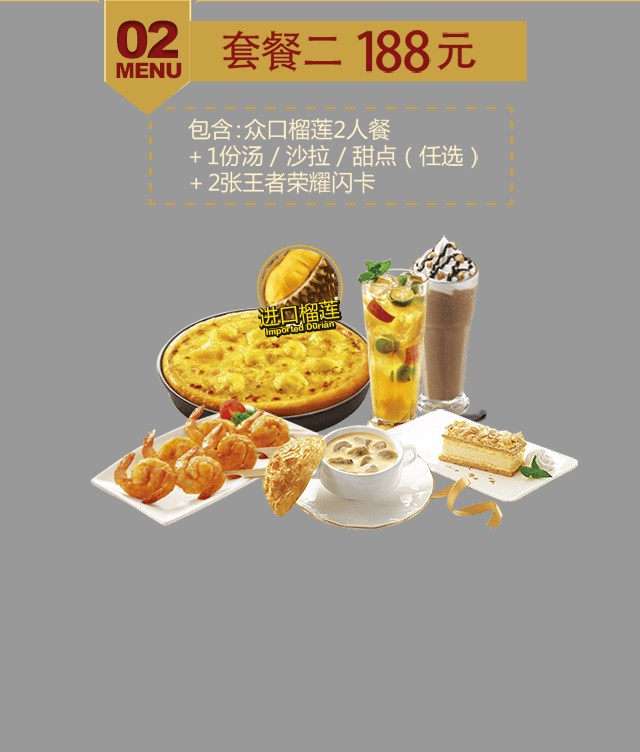 02
MENU
套餐二 188元
包含:众口榴莲2人餐
+1份汤/沙拉/甜点(任选)
+2张王者荣耀闪卡
进口榴莲
Imported Durian